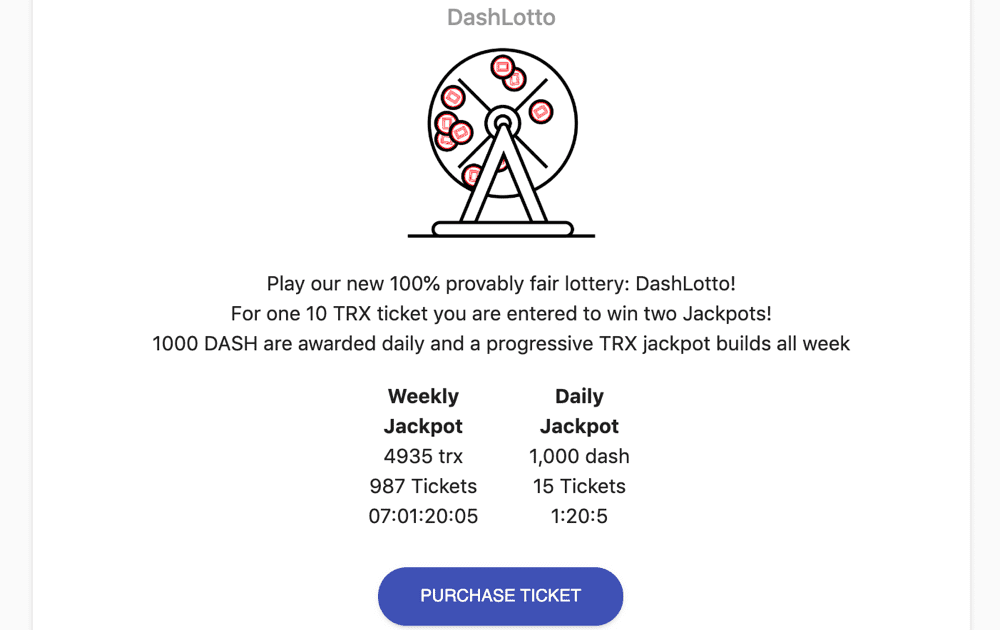 DashLotto
Play our new 100% provably fair lottery: DashLotto!
For one 10 TRX ticket you are entered to win two Jackpots!
1000 DASH are awarded daily and a progressive TRX jackpot builds all week
Weekly
Jackpot
4935 trx
987 Tickets
07:01:20:05
Daily
Jackpot
1,000 dash
15 Tickets
1:20:5
PURCHASE TICKET